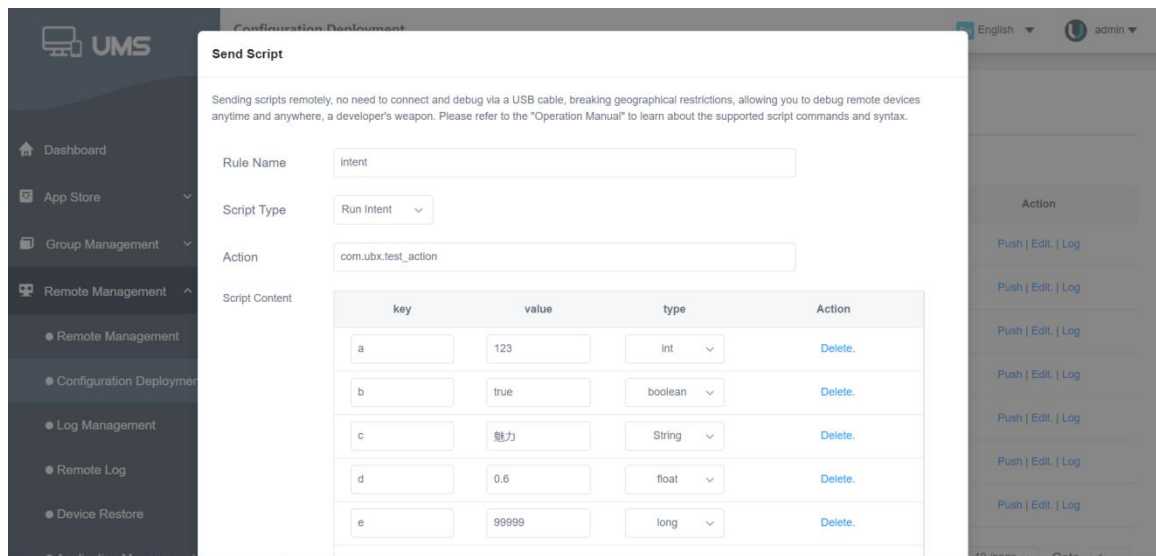 UMS
Configuration Deployment
English
admin
Send Script
Sending scripts remotely, no need to connect and debug via a USB cable, breaking geographical restrictions, allowing you to debug remote devices
anytime and anywhere, a developer's weapon. Please refer to the "Operation Manual" to learn about the supported script commands and syntax.
Dashboard
App Store
Group Management
Remote Management
Remote Management
Configuration Deploymer
Log Management
Remote Log
Device Restore
Rule Name intent
Script Type Run Intent
Action com.ubx.test_action
Script Content
key value type Action
a 123 int Delete.
b true boolean Delete.
c 魅力 String Delete.
d 0.6 float Delete.
e 99999 long Delete.
Action
Push | Edit. | Log
Push | Edit. | Log
Push | Edit. | Log
Push | Edit. | Log
Push | Edit. | Log
Push | Edit. | Log
Push | Edit. | Log